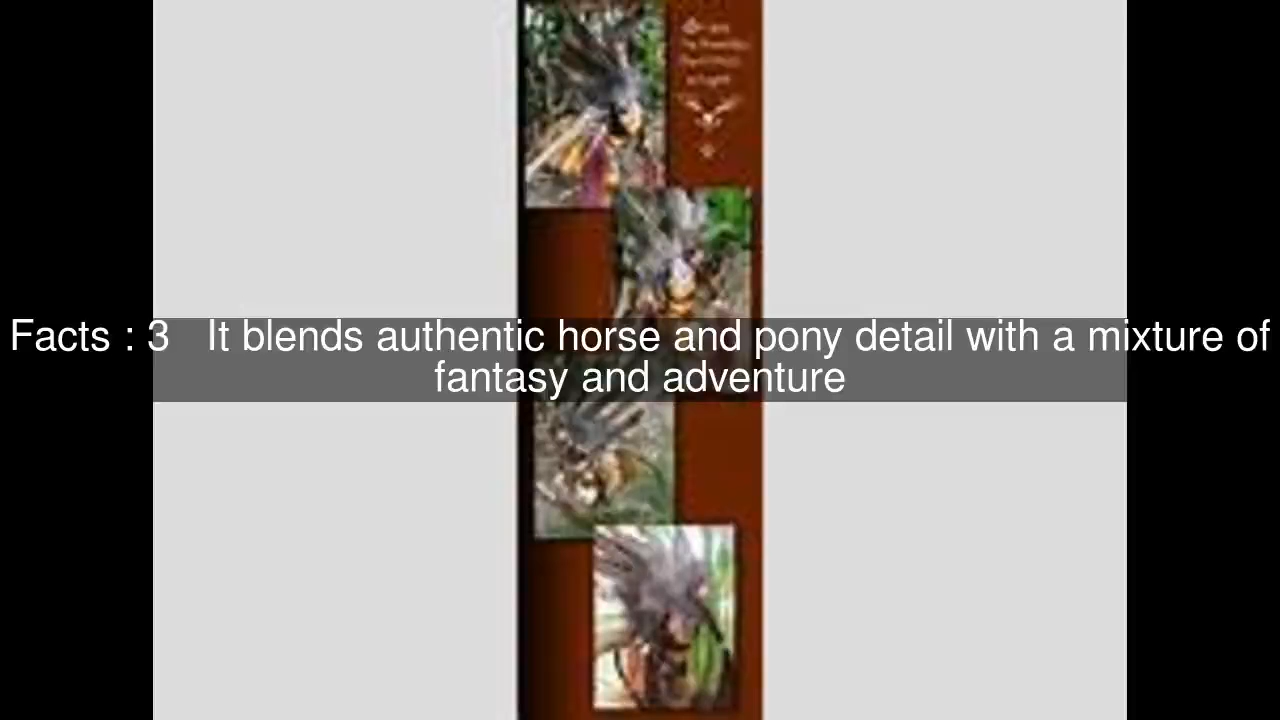 Facts : 3 It blends authentic horse and pony detail with a mixture of
fantasy and adventure